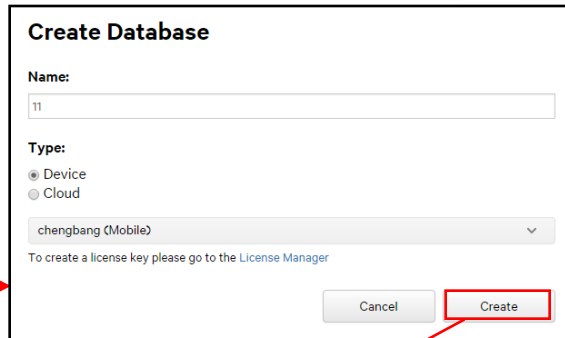 Create Database
Name:
11
Type:
Device
Cloud
chengbang (Mobile)
To create a license key please go to the License Manager
Cancel
Create